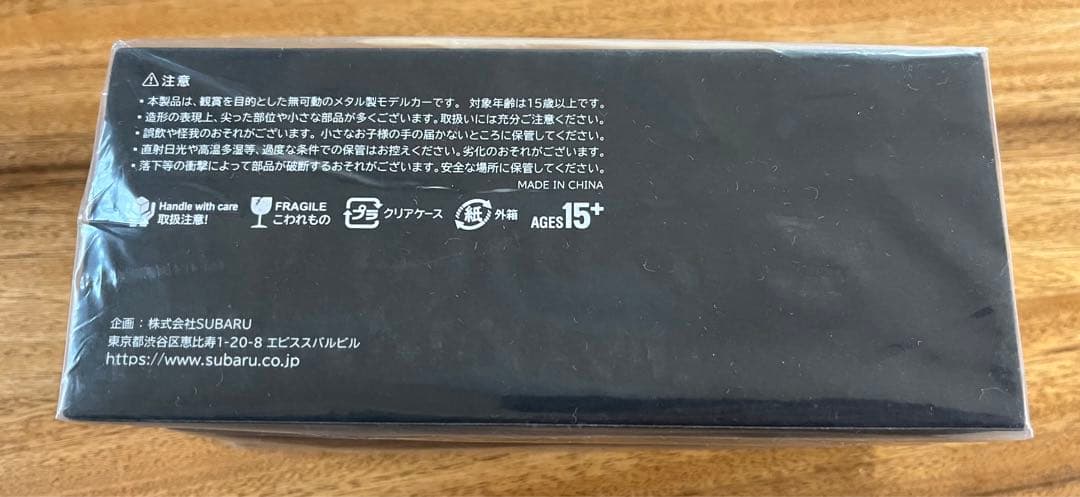 ⚠注意
・本製品は、観賞を目的とした無可動のメタル製モデルカーです。 対象年齢は15歳以上です。
・造形の表現上、尖った部位や小さな部品が多くございます。取扱いには充分ご注意ください。
・誤飲や怪我のおそれがございます。小さなお子様の手の届かないところに保管してください。
・直射日光や高温多湿等、過度な条件での保管はお控えください。劣化のおそれがございます。
・落下等の衝撃によって部品が破断するおそれがございます。安全な場所に保管してください。
MADE IN CHINA
Handle with care
取扱注意!
FRAGILE
こわれもの
プラ クリアケース
紙 外箱
AGES15+
企画：株式会社SUBARU
東京都渋谷区恵比寿1-20-8 エビススバルビル
https://www.subaru.co.jp